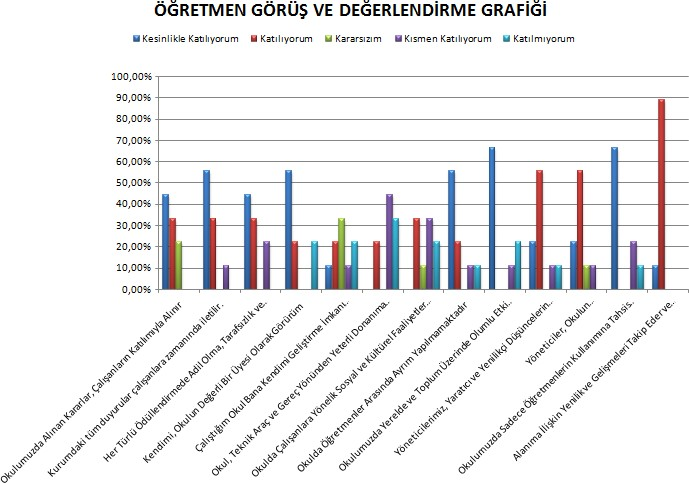 ÖĞRETMEN GÖRÜŞ VE DEĞERLENDİRME GRAFİĞİ
Kesinlikle Katılıyorum Katılıyorum Kararsızım Kısmen Katılıyorum Katılmıyorum
100,00%
90,00%
80,00%
70,00%
60,00%
50,00%
40,00%
30,00%
20,00%
10,00%
0,00%
Okulumuzda Alınan Kararlar, Çalışanların Katılımıyla Alınır
Kurumdaki tüm duyurular çalışanlara zamanında iletilir.
Her Türlü Ödüllendirmede Adil Olma, Tarafsızlık ve..
Kendimi, Okulun Değerli Bir Üyesi Olarak Görürüm
Çalıştığım Okul Bana Kendimi Geliştirme İmkanı..
Okul, Teknik Araç ve Gereç Yönünden Yeterli Donanıma..
Okulda Çalışanlara Yönelik Sosyal ve Kültürel Faaliyetler..
Okulda Öğretmenler Arasında Ayrım Yapılmamaktadır
Okulumuzda Yerelde ve Toplum Üzerinde Olumlu Etki..
Yöneticilerimiz, Yaratıcı ve Yenilikçi Düşüncelerin..
Yöneticiler, Okulun..
Okulumuzda Sadece Öğretmenlerin Kullanımına Tahsis..
Alanıma İlişkin Yenilik ve Gelişmeleri Takip Eder ve..